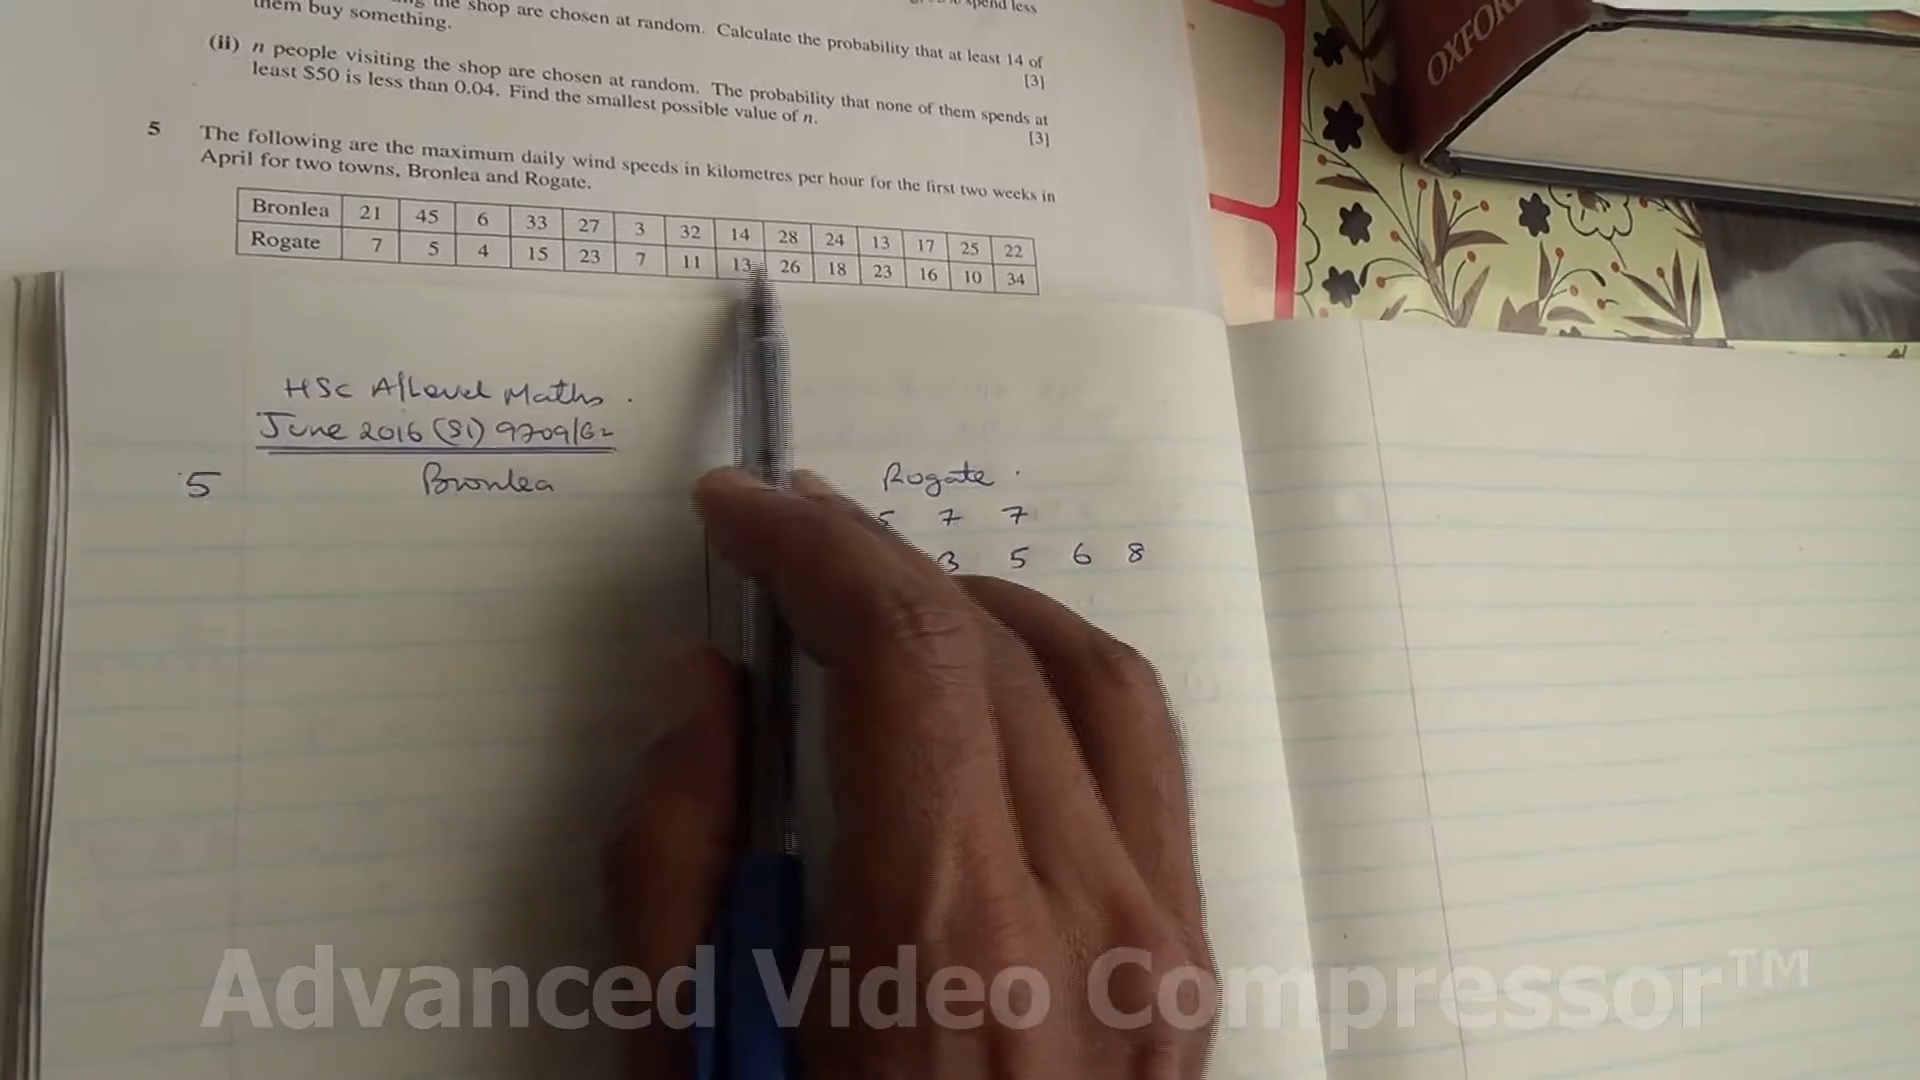 the shop are chosen at random. Calculate the probability that at least 14 of
spend less
them buy something.
[3]
(ii) n people visiting the shop are chosen at random. The probability that none of them spends at
least $50 is less than 0.04. Find the smallest possible value of n.
[3]
5 The following are the maximum daily wind speeds in kilometres per hour for the first two weeks in
April for two towns, Bronlea and Rogate.
Bronlea 21 45 6 33 27 3 32 14 28 24 13 17 25 22
Rogate 7 5 4 15 23 7 11 13 26 18 23 16 10 34
OXFOR
HSC A/Level Maths.
June 2016 (S1) 9709/62
5 Bronlea Rogate.
5 7 7
3 5 6 8
Advanced Video Compressor™